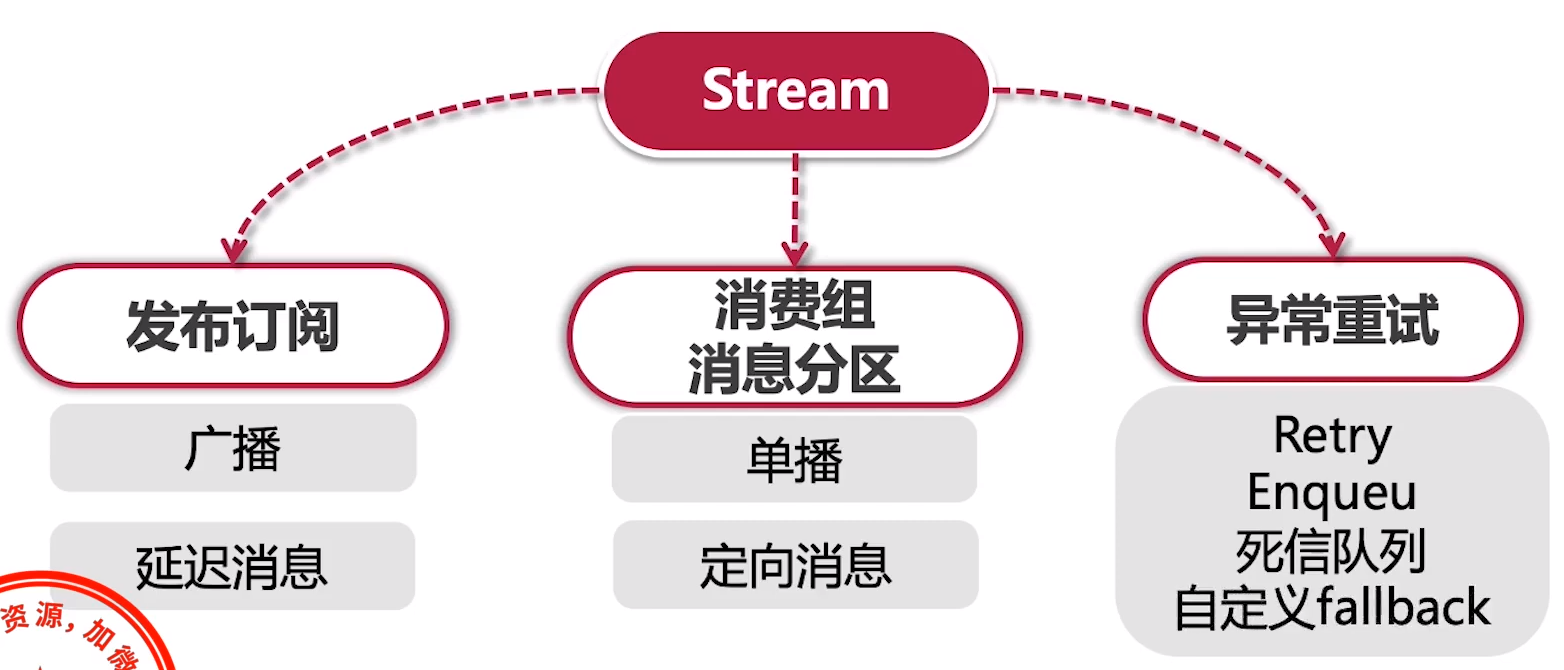 Stream
发布订阅
广播
延迟消息
消费组
消息分区
单播
定向消息
异常重试
Retry
Enqueu
死信队列
自定义fallback
资源，加微